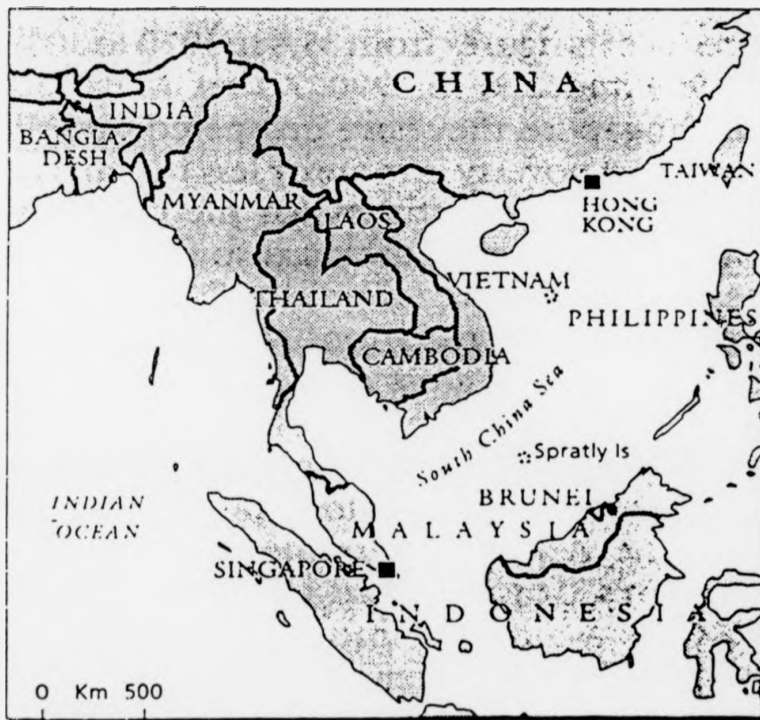 CHINA
INDIA
BANGLA-
DESH
TAIWAN
MYANMAR
LAOS
HONG
KONG
VIETNAM
THAILAND
PHILIPPINES
CAMBODIA
South China Sea
Spratly Is
INDIAN
OCEAN
BRUNEI
MALAYSIA
SINGAPORE
INDONESIA
0 Km 500